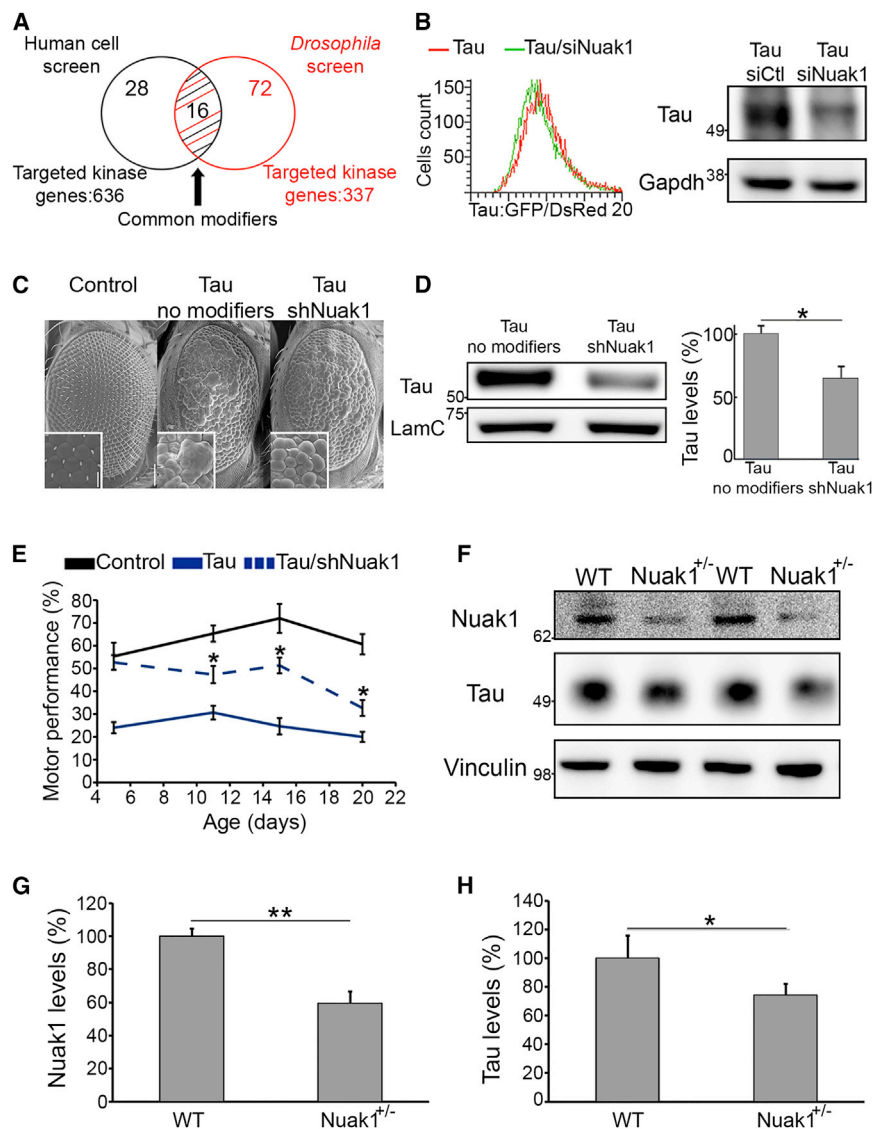 A
Human cell
screen
Drosophila
screen
28
16
72
Targeted kinase
genes:636
Targeted kinase
genes:337
Common modifiers
B
Tau
Tau/siNuak1
Cells count
150
100
50
Tau:GFP/DsRed 20
Tau
siCtl
Tau
siNuak1
Tau
49
Gapdh
38
C
Control
Tau
no modifiers
Tau
shNuak1
D
Tau
no modifiers
Tau
shNuak1
Tau
50
75
LamC
Tau levels (%)
100
50
0
*
Tau
no modifiers
Tau
shNuak1
E
Control
Tau
Tau/shNuak1
Motor performance (%)
80
70
60
50
40
30
20
10
0
* * *
4 6 8 10 12 14 16 18 20 22
Age (days)
F
WT Nuak1+/- WT Nuak1+/-
Nuak1
62
Tau
49
Vinculin
98
G
Nuak1 levels (%)
120
100
80
60
40
20
0
**
WT
Nuak1+/-
H
Tau levels (%)
140
120
100
80
60
40
20
0
*
WT
Nuak1+/-